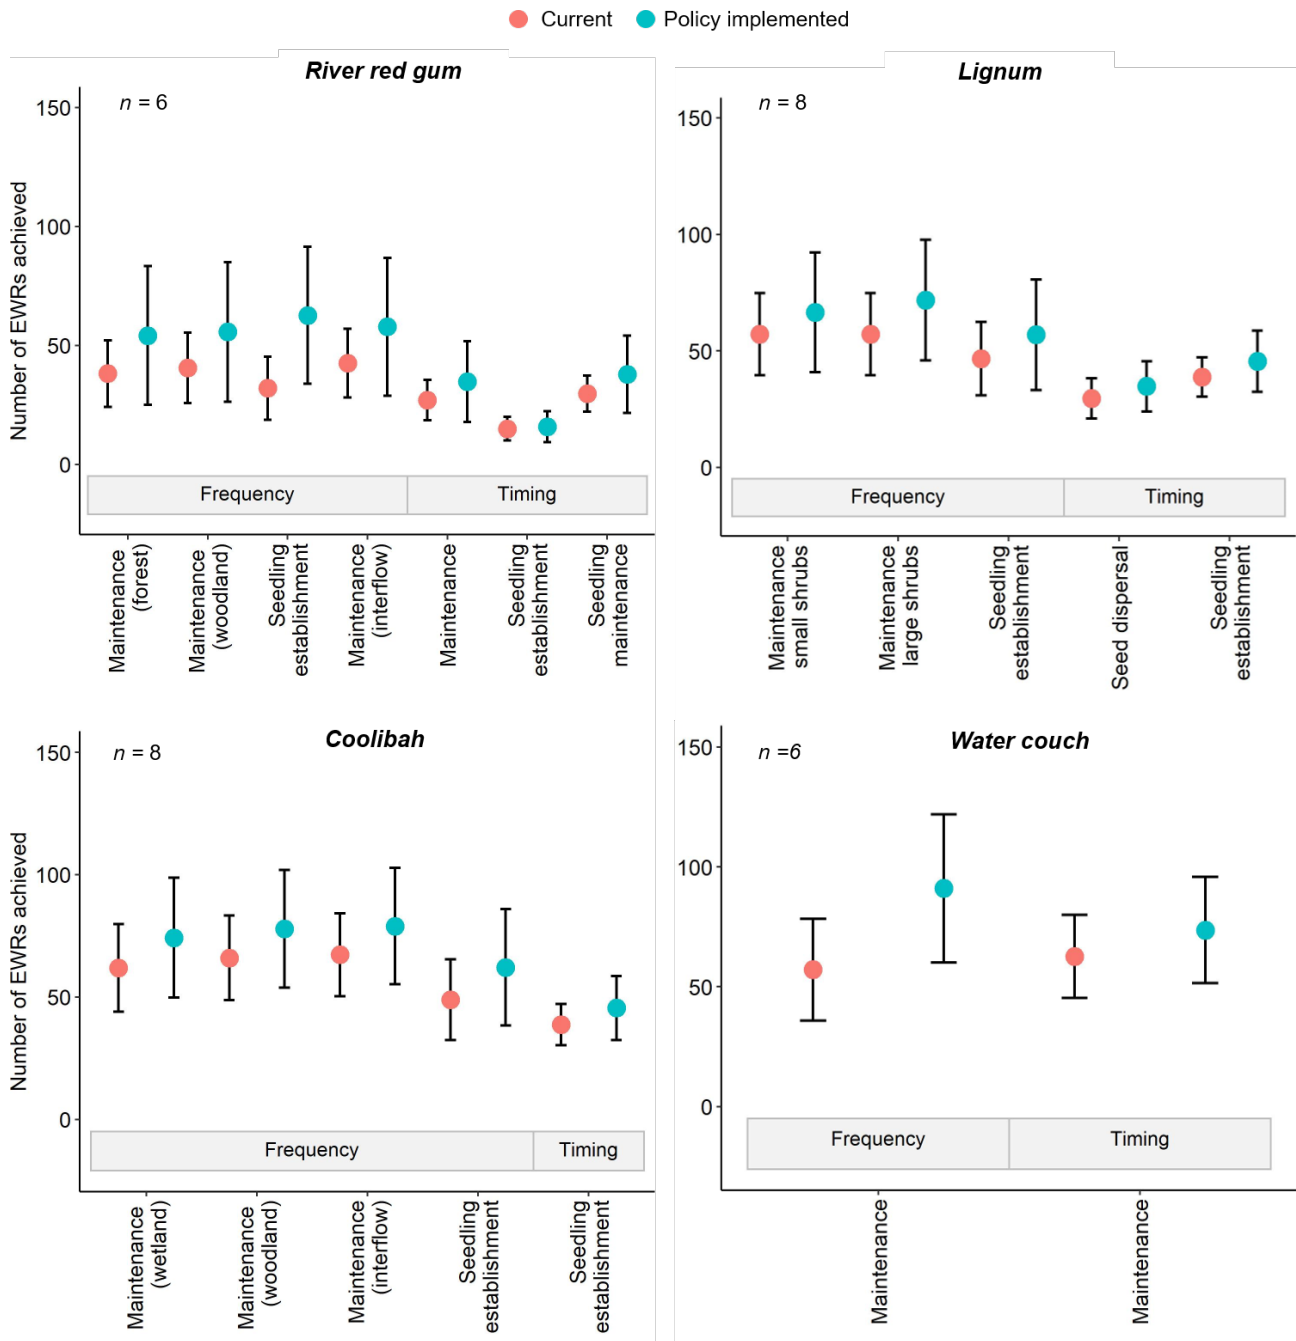 Current Policy implemented
River red gum
n = 6
Number of EWRs achieved
150
100
50
0
Frequency Timing
Maintenance
(forest)
Maintenance
(woodland)
Seedling
establishment
Maintenance
(interflow)
Maintenance
Seedling
establishment
Seedling
maintenance
Lignum
n = 8
150
100
50
0
Frequency Timing
Maintenance
small shrubs
Maintenance
large shrubs
Seedling
establishment
Seed dispersal
Seedling
establishment
Coolibah
n = 8
Number of EWRs achieved
150
100
50
0
Frequency Timing
Maintenance
(wetland)
Maintenance
(woodland)
Maintenance
(interflow)
Seedling
establishment
Seedling
establishment
Water couch
n =6
150
100
50
0
Frequency Timing
Maintenance
Maintenance